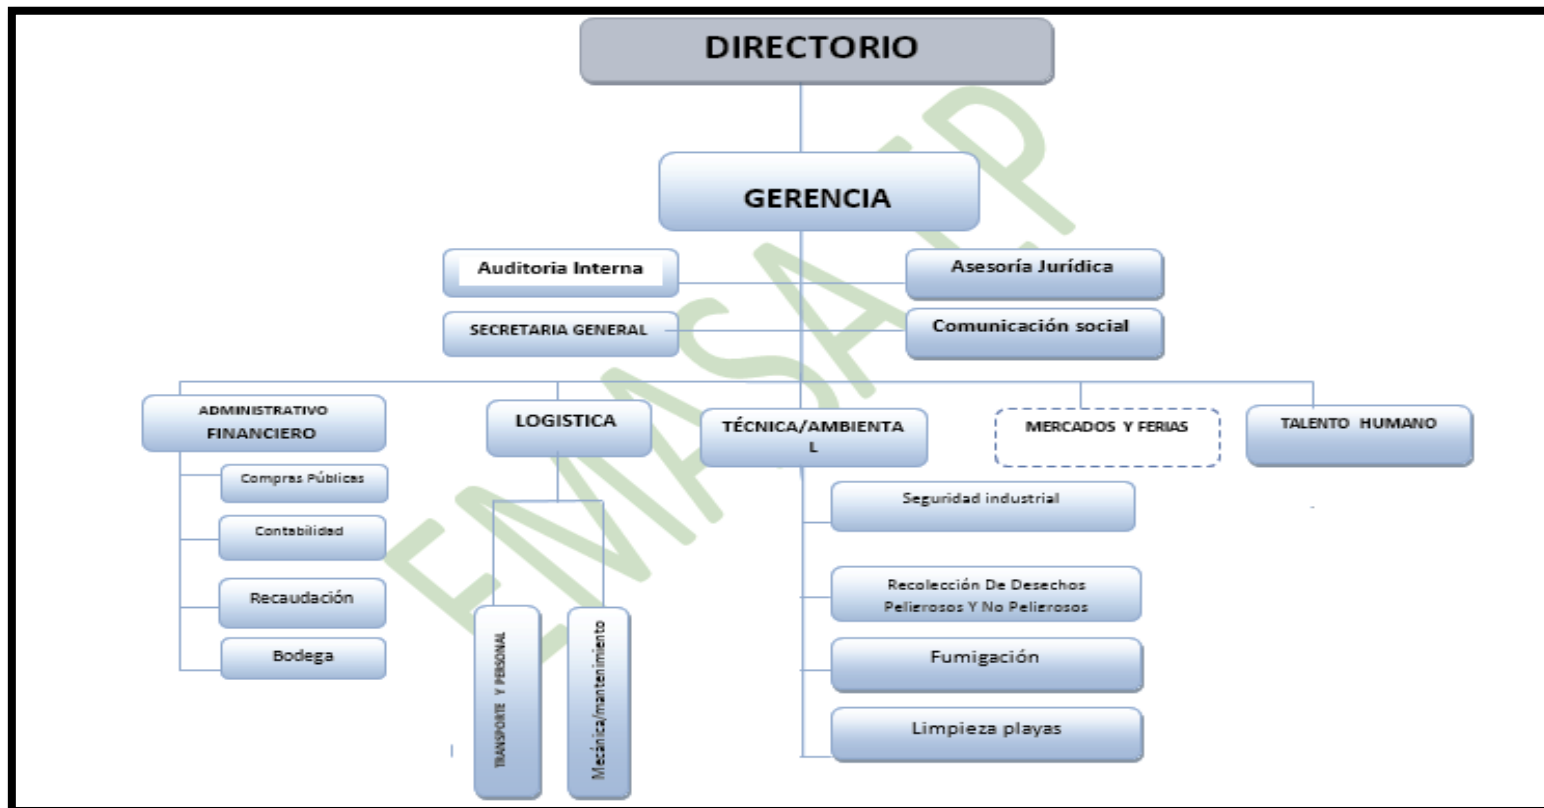 DIRECTORIO
GERENCIA
Auditoria Interna
Asesoría Jurídica
SECRETARIA GENERAL
Comunicación social
ADMINISTRATIVO
FINANCIERO
Compras Públicas
Contabilidad
Recaudación
Bodega
LOGISTICA
TRANSPORTE Y PERSONAL
Mecánica/mantenimiento
TÉCNICA/AMBIENTA
L
Seguridad industrial
Recolección De Desechos
Peligrosos Y No Peligrosos
Fumigación
Limpieza playas
MERCADOS Y FERIAS
TALENTO HUMANO
EMASA EP